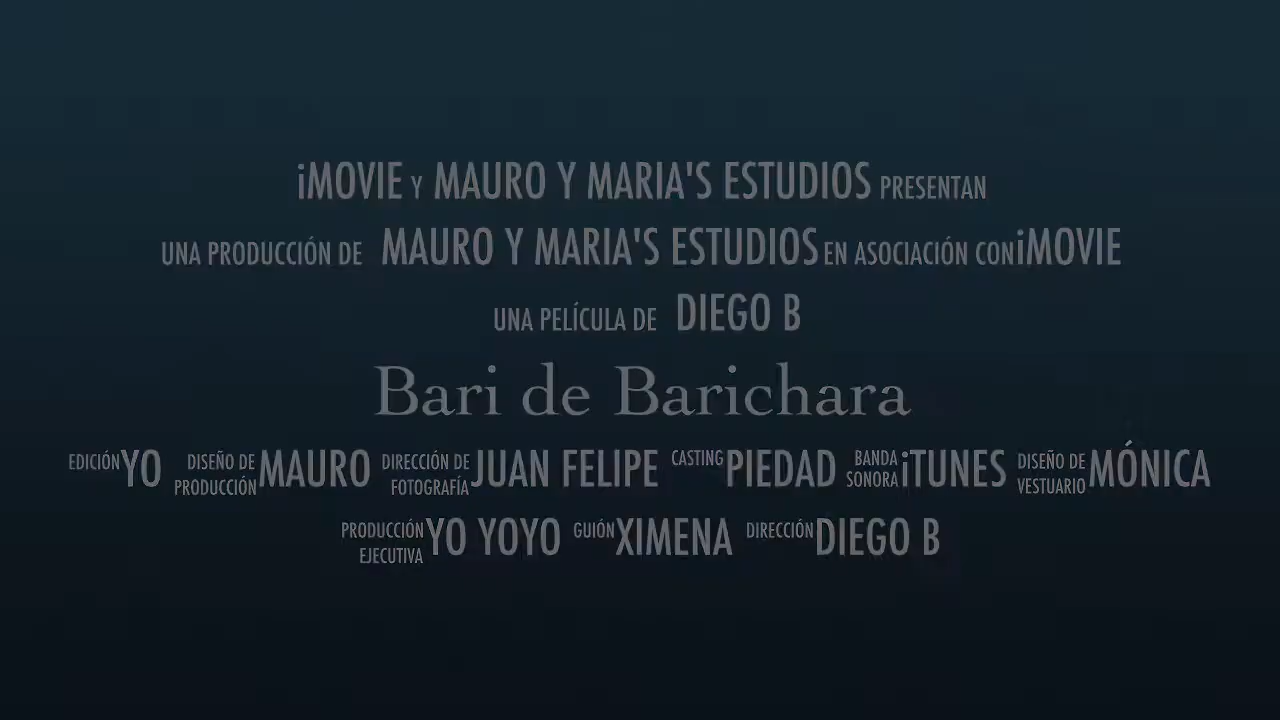 iMOVIE Y MAURO Y MARIA'S ESTUDIOS PRESENTAN
UNA PRODUCCIÓN DE MAURO Y MARIA'S ESTUDIOS EN ASOCIACIÓN CON iMOVIE
UNA PELÍCULA DE DIEGO B
Bari de Barichara
EDICIÓN YO DISEÑO DE PRODUCCIÓN MAURO DIRECCIÓN DE FOTOGRAFÍA JUAN FELIPE CASTING PIEDAD BANDA SONORA iTUNES DISEÑO DE VESTUARIO MÓNICA
PRODUCCIÓN EJECUTIVA YO YOYO GUIÓN XIMENA DIRECCIÓN DIEGO B